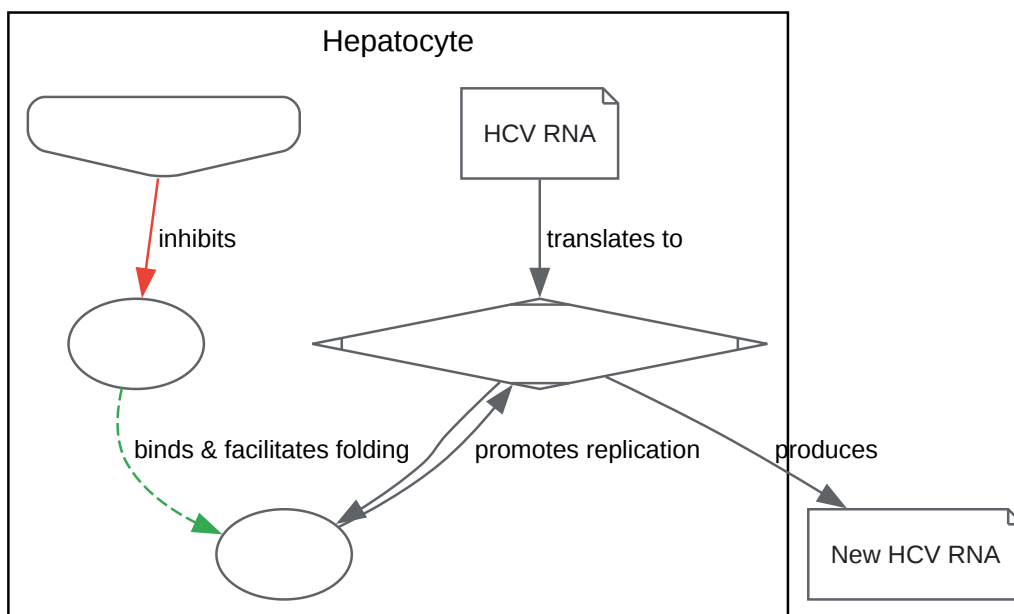 Hepatocyte
HCV RNA
inhibits
translates to
binds & facilitates folding
promotes replication
produces
New HCV RNA